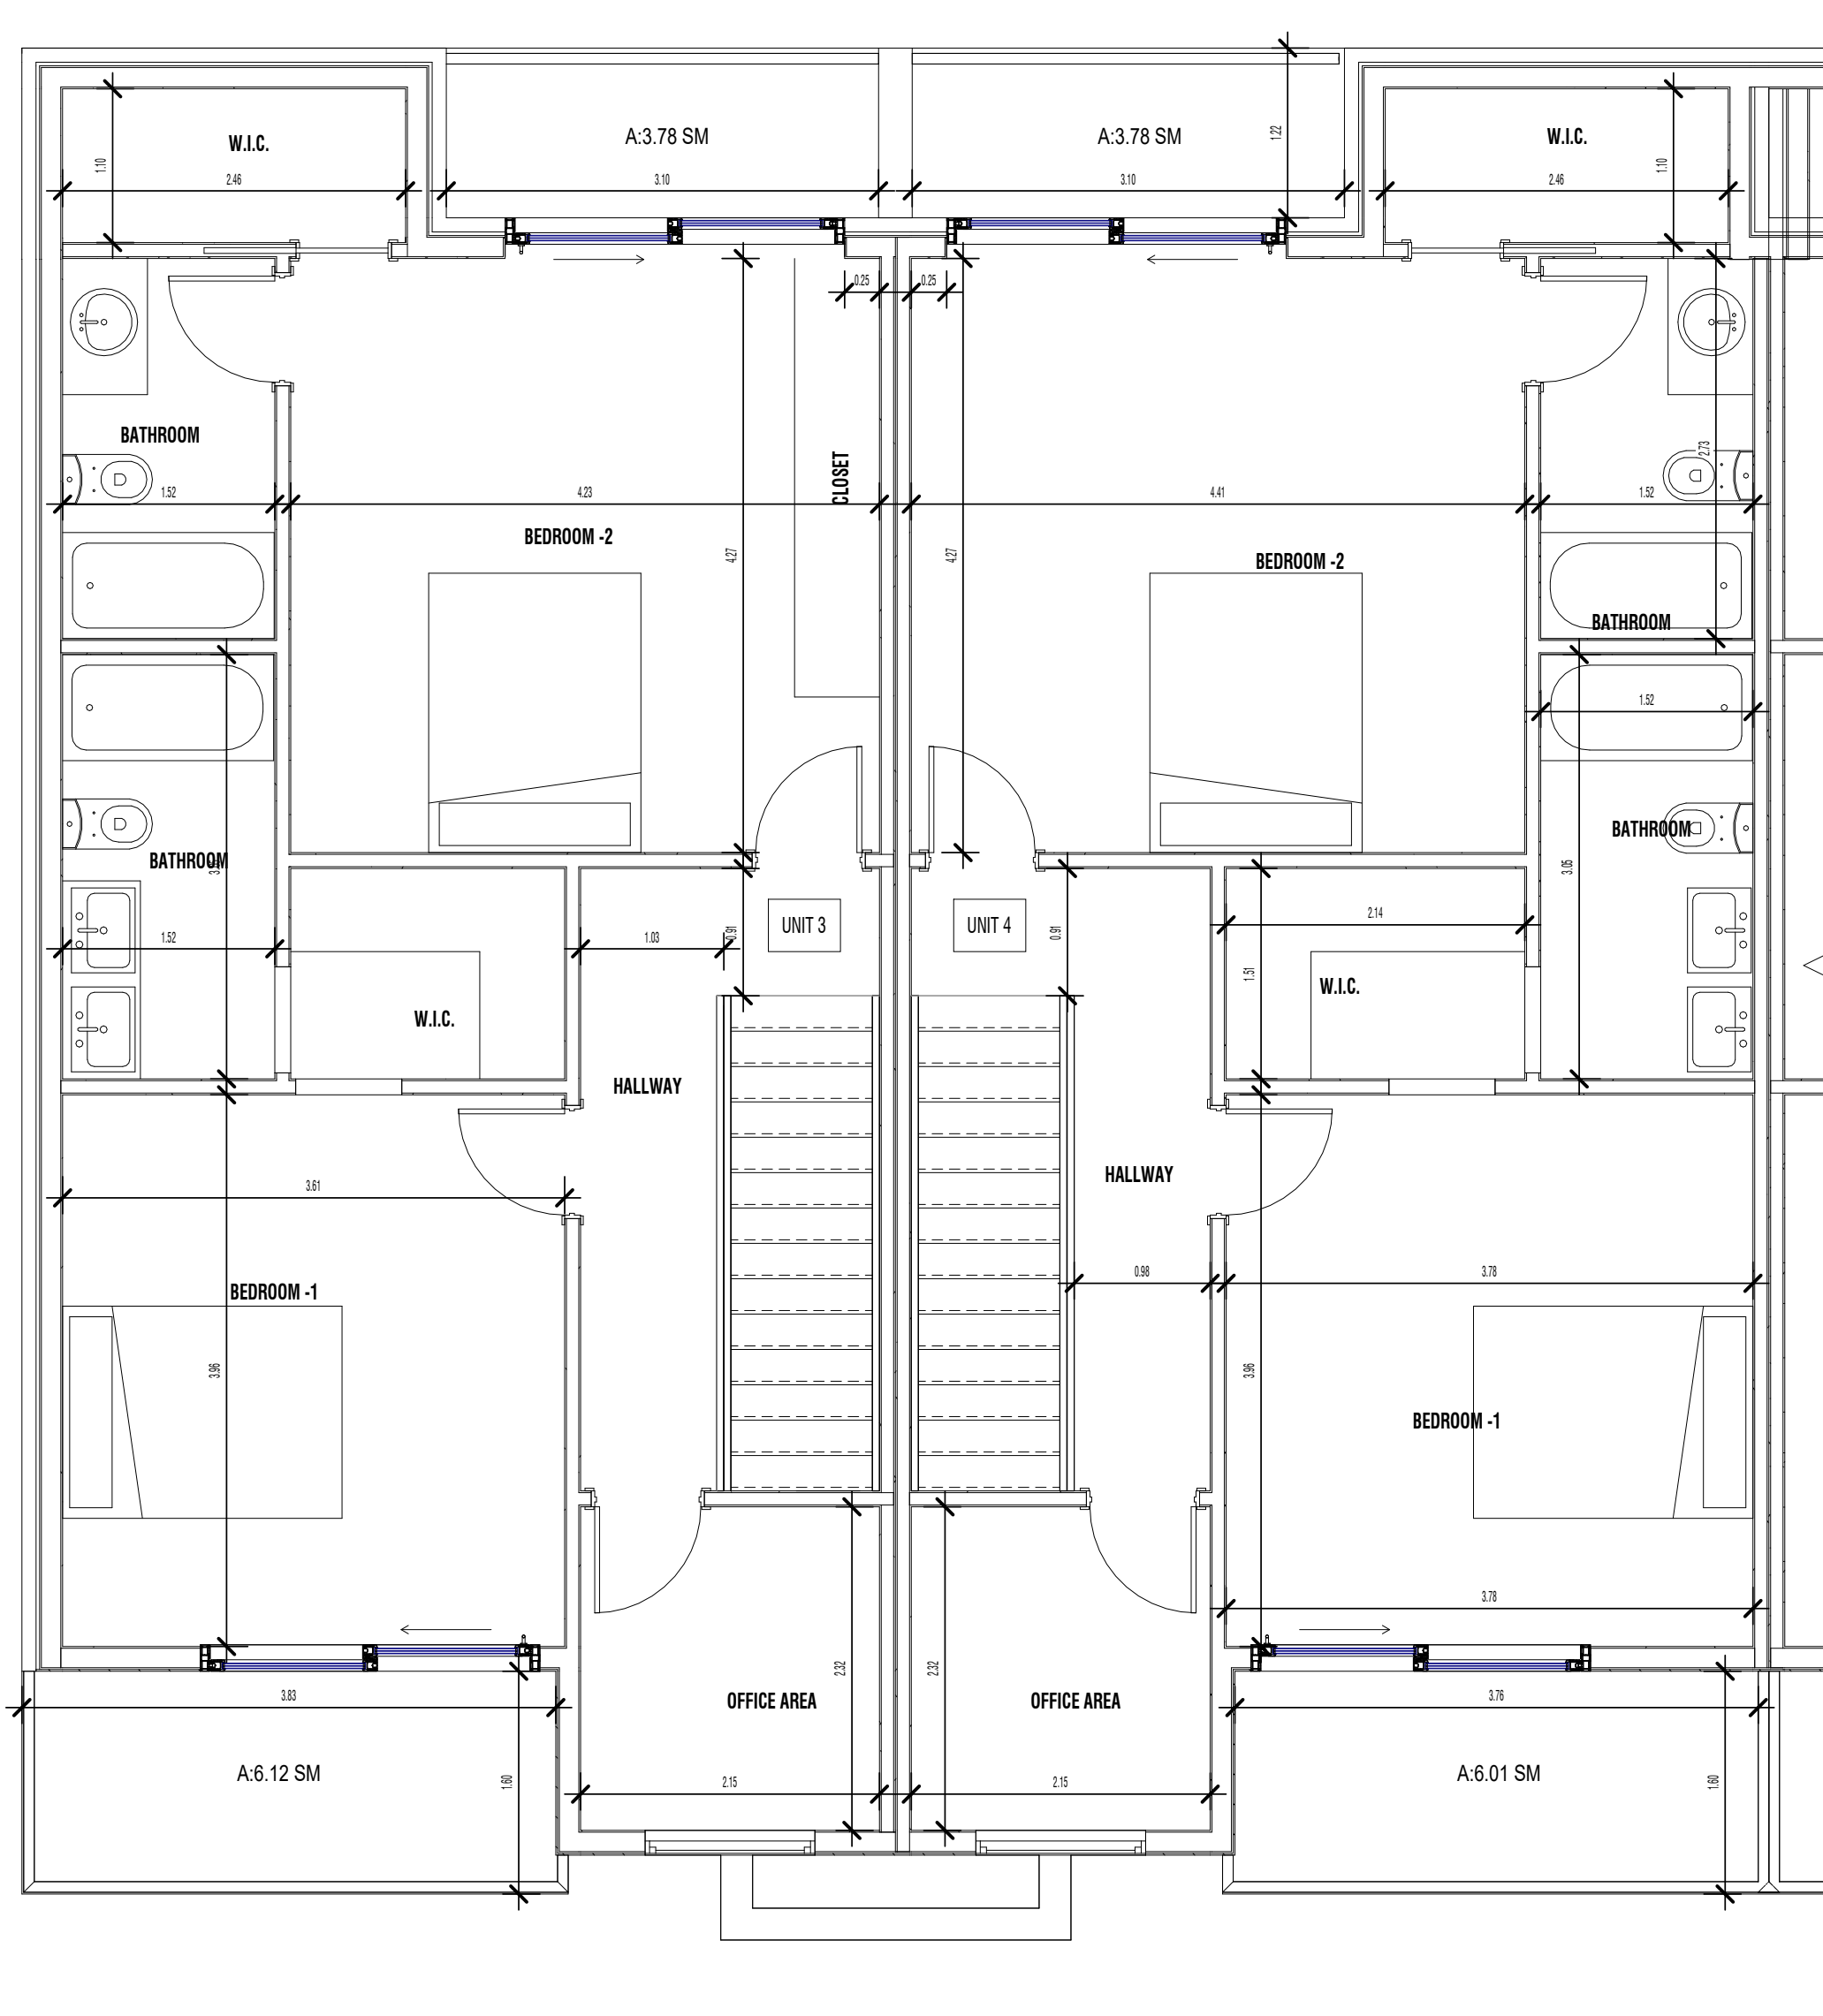 1.22
A:3.78 SM
A:3.78 SM
W.I.C.
W.I.C.
1.10
1.10
2.46
3.10
3.10
2.46
0.25
0.25
BATHROOM
2.73
CLOSET
1.52
4.23
4.41
1.52
BEDROOM -2
4.27
4.27
BEDROOM -2
BATHROOM
1.52
BATHROOM
BATHROOM
3.05
2.14
UNIT 3
UNIT 4
1.52
1.03
0.91
0.91
1.51
W.I.C.
W.I.C.
HALLWAY
HALLWAY
3.61
0.98
3.78
BEDROOM -1
3.96
3.96
BEDROOM -1
3.78
2.32
2.32
3.83
OFFICE AREA
OFFICE AREA
3.76
A:6.12 SM
1.60
2.15
2.15
A:6.01 SM
1.60